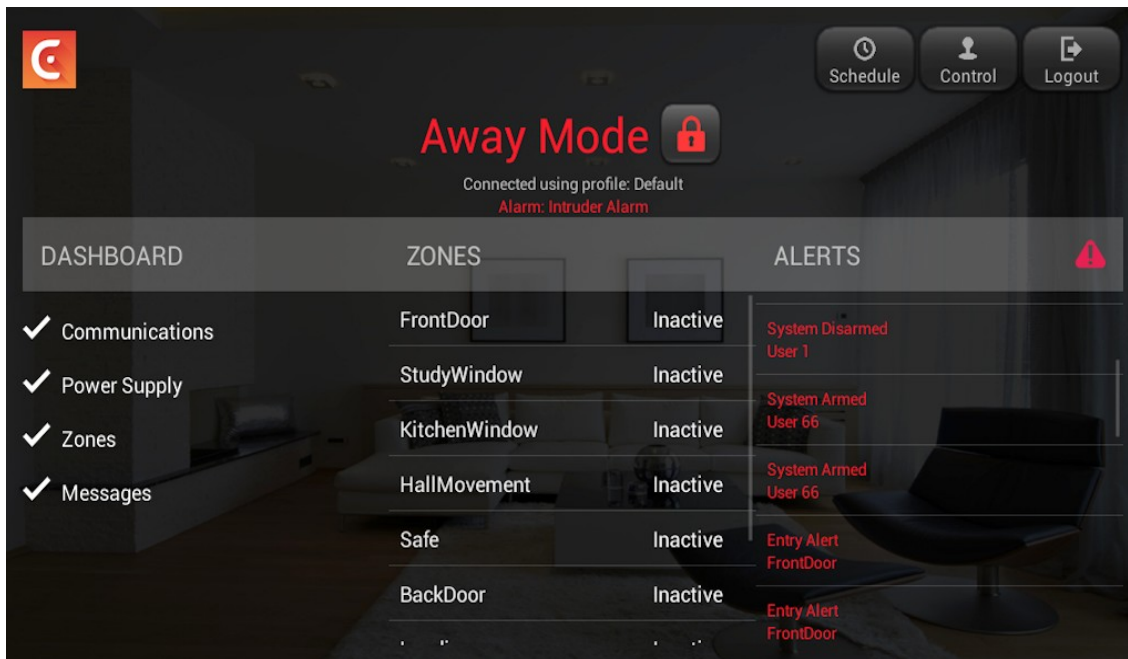 Schedule
Control
Logout
Away Mode
Connected using profile: Default
Alarm: Intruder Alarm
DASHBOARD
ZONES
ALERTS
Communications
Power Supply
Zones
Messages
FrontDoor Inactive
StudyWindow Inactive
KitchenWindow Inactive
HallMovement Inactive
Safe Inactive
BackDoor Inactive
System Disarmed
User 1
System Armed
User 66
System Armed
User 66
Entry Alert
FrontDoor
Entry Alert
FrontDoor